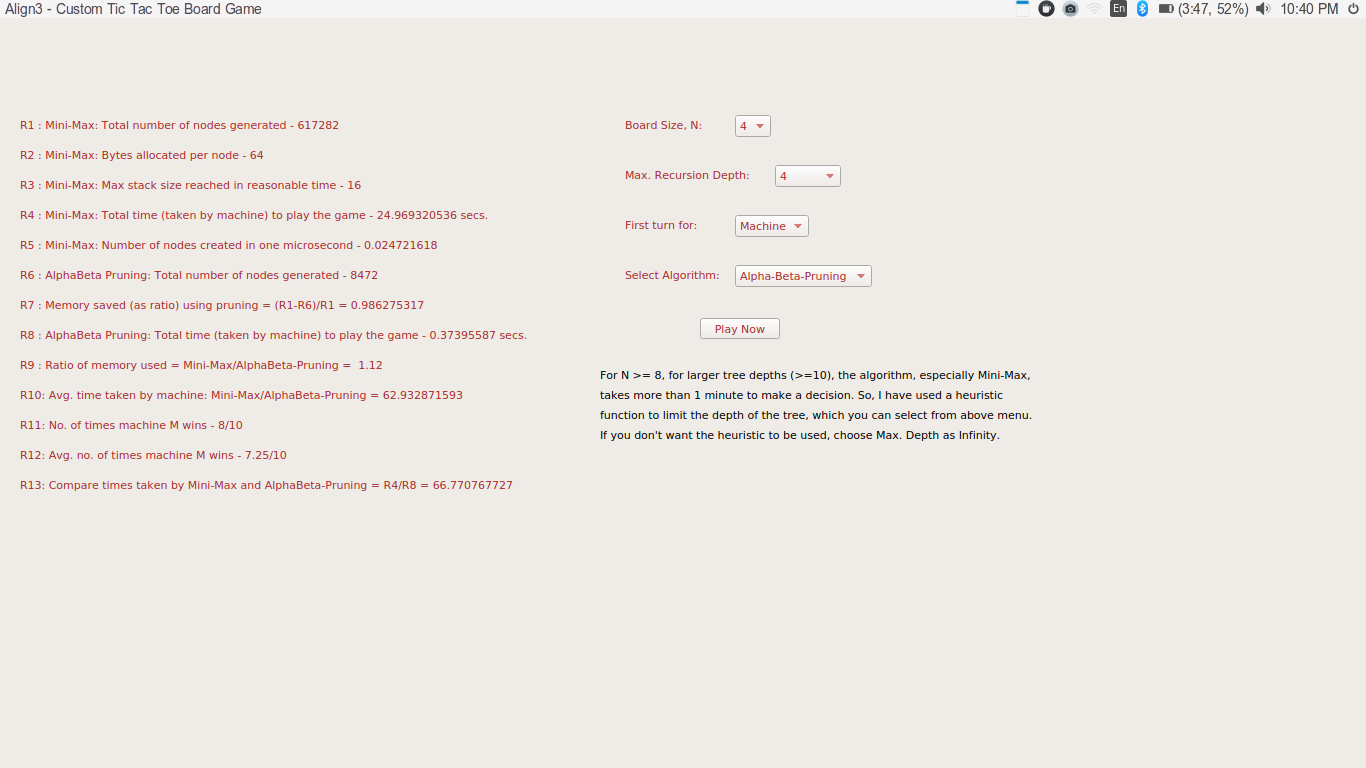 Align3 - Custom Tic Tac Toe Board Game
En
(3:47, 52%)
10:40 PM
R1 : Mini-Max: Total number of nodes generated - 617282
R2 : Mini-Max: Bytes allocated per node - 64
R3 : Mini-Max: Max stack size reached in reasonable time - 16
R4 : Mini-Max: Total time (taken by machine) to play the game - 24.969320536 secs.
R5 : Mini-Max: Number of nodes created in one microsecond - 0.024721618
R6 : AlphaBeta Pruning: Total number of nodes generated - 8472
R7 : Memory saved (as ratio) using pruning = (R1-R6)/R1 = 0.986275317
R8 : AlphaBeta Pruning: Total time (taken by machine) to play the game - 0.37395587 secs.
R9 : Ratio of memory used = Mini-Max/AlphaBeta-Pruning =  1.12
R10: Avg. time taken by machine: Mini-Max/AlphaBeta-Pruning = 62.932871593
R11: No. of times machine M wins - 8/10
R12: Avg. no. of times machine M wins - 7.25/10
R13: Compare times taken by Mini-Max and AlphaBeta-Pruning = R4/R8 = 66.770767727
Board Size, N: 4
Max. Recursion Depth: 4
First turn for: Machine
Select Algorithm: Alpha-Beta-Pruning
Play Now
For N >= 8, for larger tree depths (>=10), the algorithm, especially Mini-Max,
takes more than 1 minute to make a decision. So, I have used a heuristic
function to limit the depth of the tree, which you can select from above menu.
If you don't want the heuristic to be used, choose Max. Depth as Infinity.